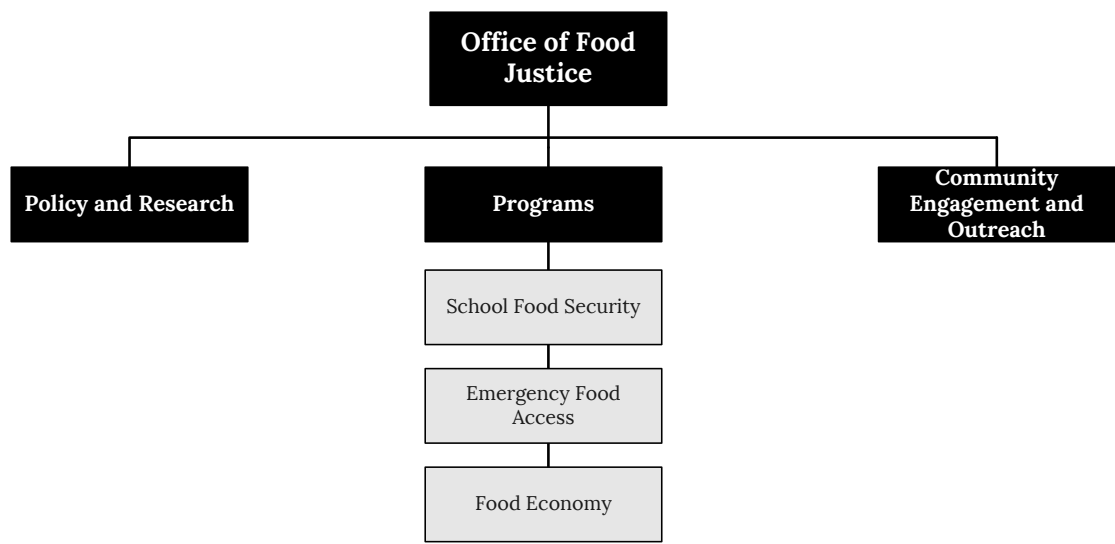 Office of Food
Justice
Policy and Research
Programs
Community
Engagement and
Outreach
School Food Security
Emergency Food
Access
Food Economy